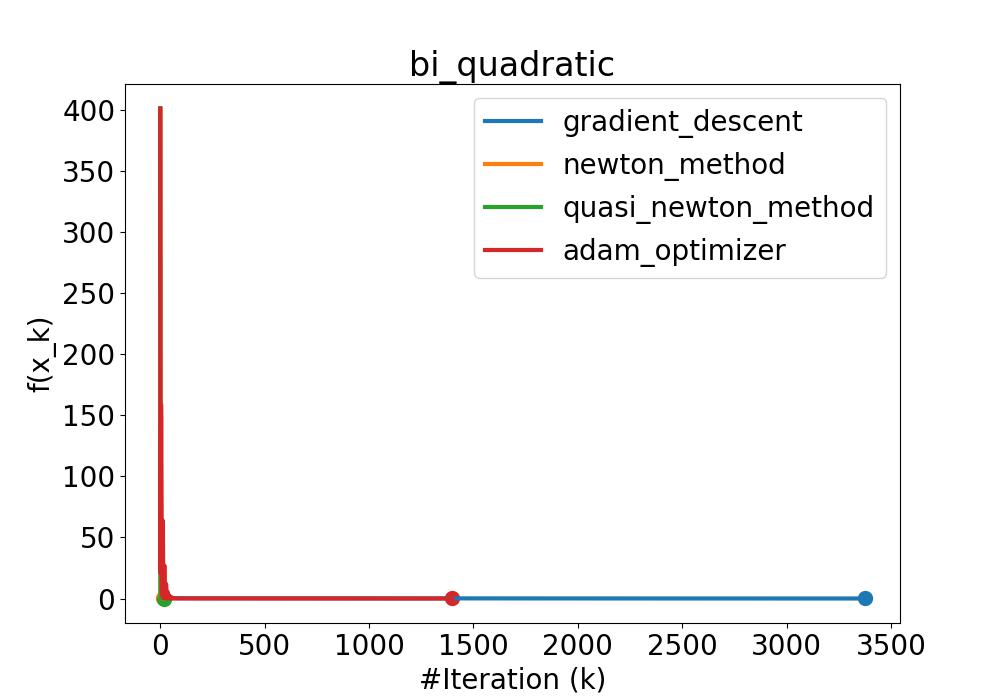 bi_quadratic
400
350
300
250
200
150
100
50
0
f(x_k)
gradient_descent
newton_method
quasi_newton_method
adam_optimizer
0 500 1000 1500 2000 2500 3000 3500
#Iteration (k)